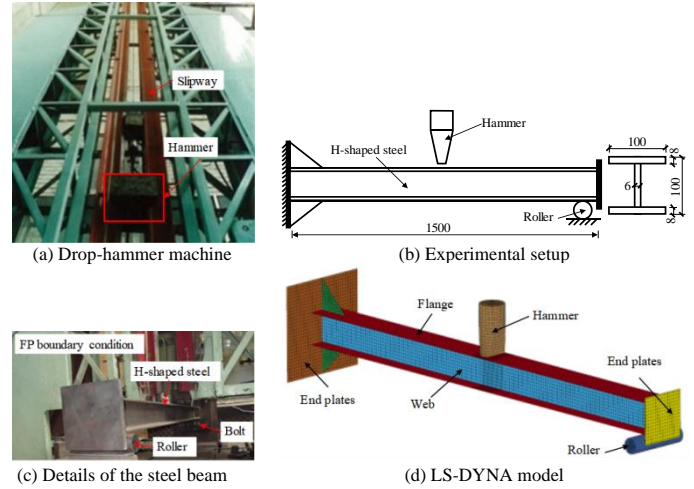 Slipway
Hammer
(a) Drop-hammer machine
Hammer
H-shaped steel
Roller
1500
100
8
6
100
8
(b) Experimental setup
FP boundary condition
H-shaped steel
Bolt
Roller
(c) Details of the steel beam
Flange
Hammer
End plates
Web
End plates
Roller
(d) LS-DYNA model